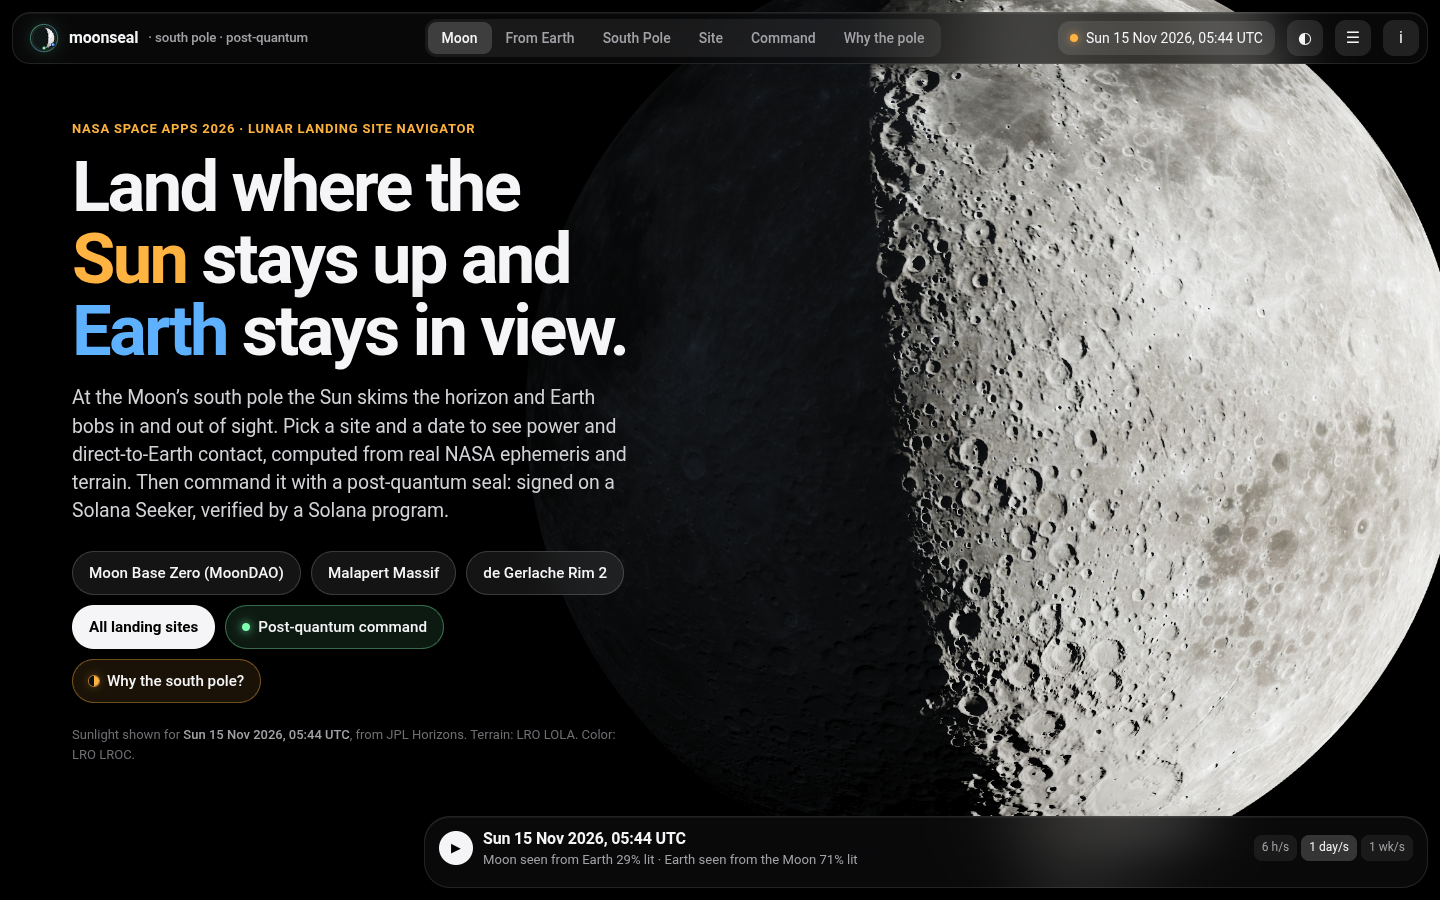 moonseal · south pole · post-quantum
Moon From Earth South Pole Site Command Why the pole
Sun 15 Nov 2026, 05:44 UTC
i
NASA SPACE APPS 2026 · LUNAR LANDING SITE NAVIGATOR
Land where the
Sun stays up and
Earth stays in view.
At the Moon’s south pole the Sun skims the horizon and Earth
bobs in and out of sight. Pick a site and a date to see power and
direct-to-Earth contact, computed from real NASA ephemeris and
terrain. Then command it with a post-quantum seal: signed on a
Solana Seeker, verified by a Solana program.
Moon Base Zero (MoonDAO) Malapert Massif de Gerlache Rim 2
All landing sites Post-quantum command
Why the south pole?
Sunlight shown for Sun 15 Nov 2026, 05:44 UTC, from JPL Horizons. Terrain: LRO LOLA. Color:
LRO LROC.
Sun 15 Nov 2026, 05:44 UTC
Moon seen from Earth 29% lit · Earth seen from the Moon 71% lit
6 h/s 1 day/s 1 wk/s